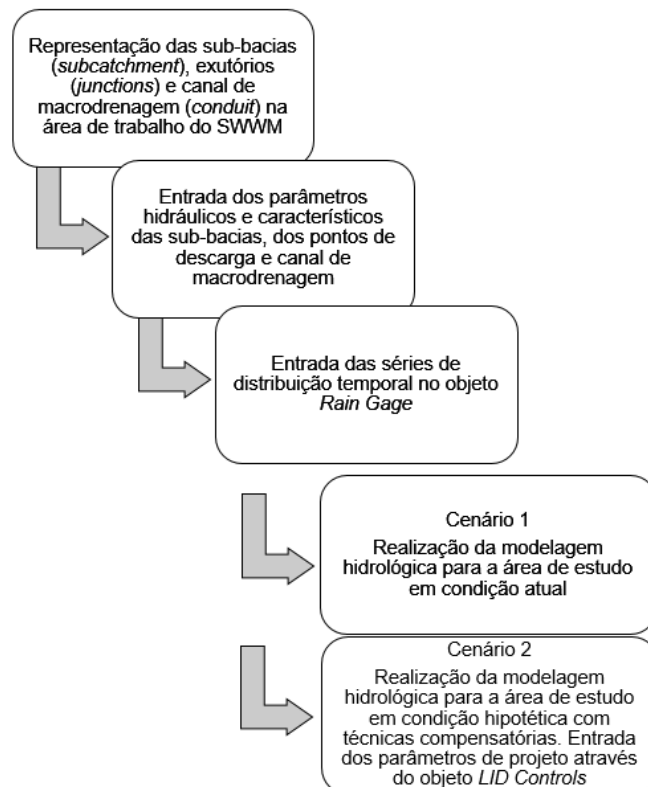 Representação das sub-bacias
(subcatchment), exutórios
(junctions) e canal de
macrodrenagem (conduit) na
área de trabalho do SWWM
Entrada dos parâmetros
hidráulicos e característicos
das sub-bacias, dos pontos de
descarga e canal de
macrodrenagem
Entrada das séries de
distribuição temporal no objeto
Rain Gage
Cenário 1
Realização da modelagem
hidrológica para a área de estudo
em condição atual
Cenário 2
Realização da modelagem
hidrológica para a área de estudo
em condição hipotética com
técnicas compensatórias. Entrada
dos parâmetros de projeto através
do objeto LID Controls